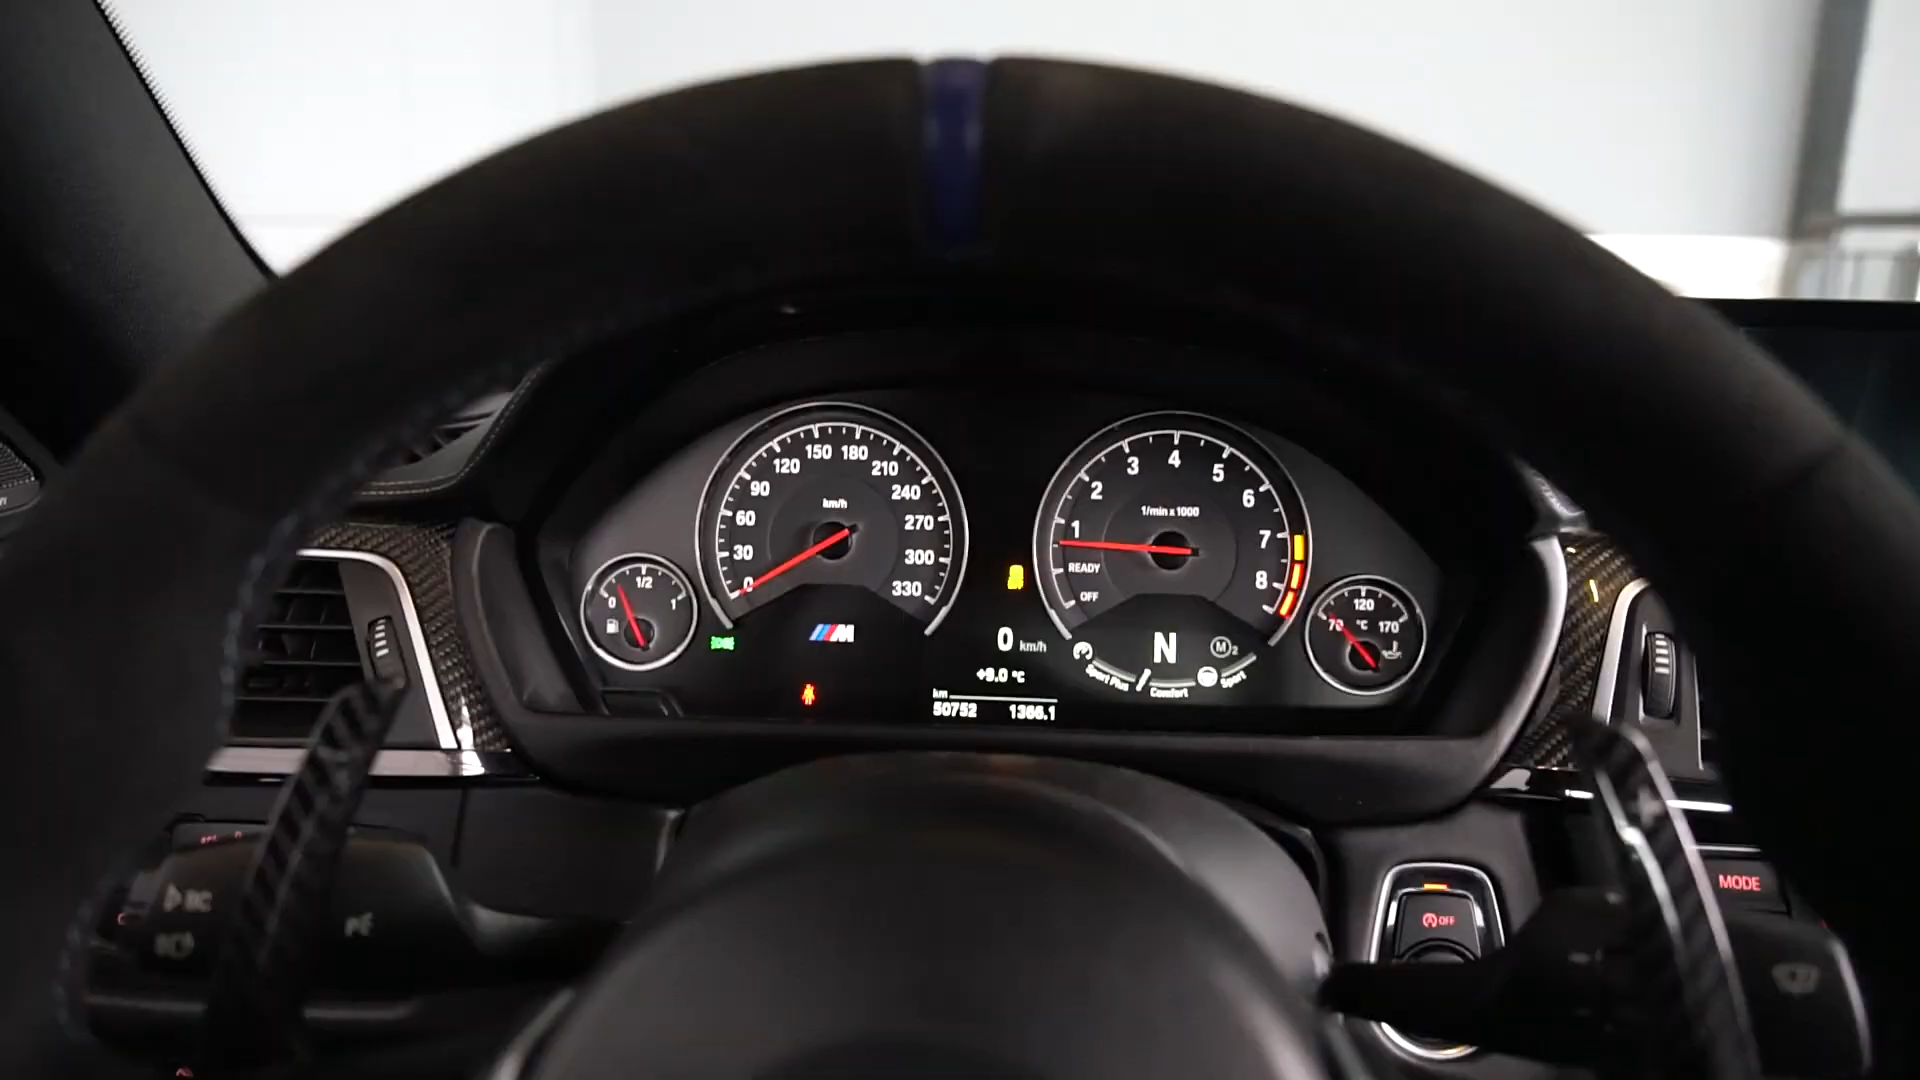 0
30
60
90
120
150
180
210
240
270
300
330
km/h
0
1/2
1
M
0 km/h
+9.0 °C
km
50752 1366.1
OFF
READY
1
2
3
4
5
6
7
8
1/min x 1000
N
M2
Sport Plus
Comfort
Sport
70
120
170
°C
BC
MODE
A OFF